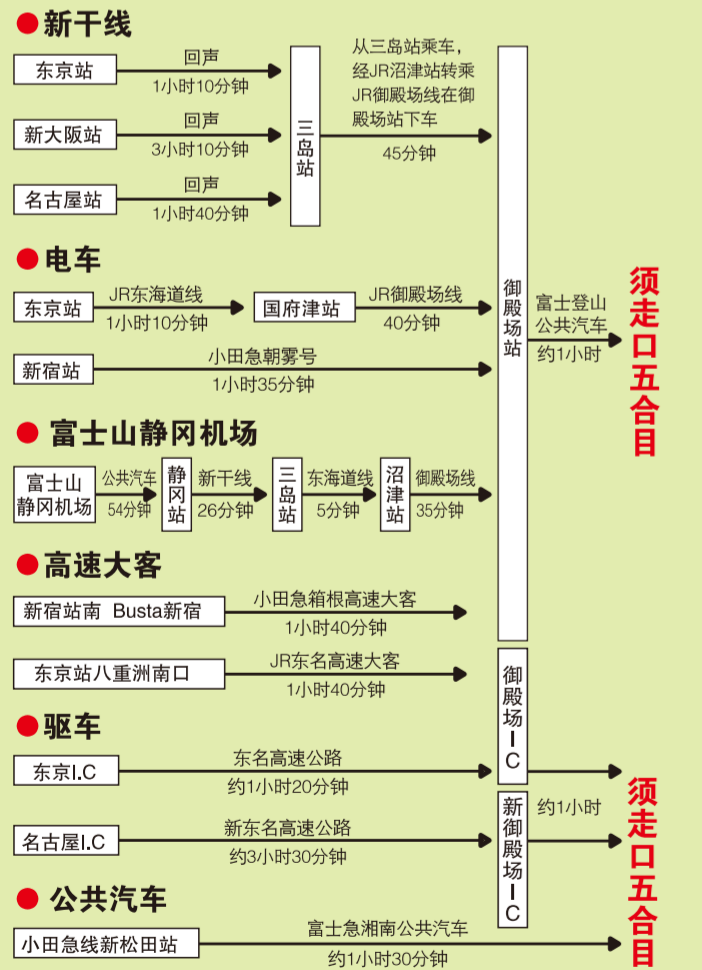 新干线
东京站
回声
1小时10分钟
新大阪站
回声
3小时10分钟
名古屋站
回声
1小时40分钟
三岛站
从三岛站乘车，
经JR沼津站转乘
JR御殿场线在御
殿场站下车
45分钟
电车
东京站
JR东海道线
1小时10分钟
国府津站
JR御殿场线
40分钟
新宿站
小田急朝雾号
1小时35分钟
御殿场站
富士登山
公共汽车
约1小时
须走口五合目
富士山静冈机场
富士山
静冈机场
公共汽车
54分钟
静冈站
新干线
26分钟
三岛站
东海道线
5分钟
沼津站
御殿场线
35分钟
高速大客
新宿站南 Busta新宿
小田急箱根高速大客
1小时40分钟
东京站八重洲南口
JR东名高速大客
1小时40分钟
御殿场IC
驱车
东京I.C
东名高速公路
约1小时20分钟
名古屋I.C
新东名高速公路
约3小时30分钟
新御殿场IC
约1小时
须走口五合目
公共汽车
小田急线新松田站
富士急湘南公共汽车
约1小时30分钟